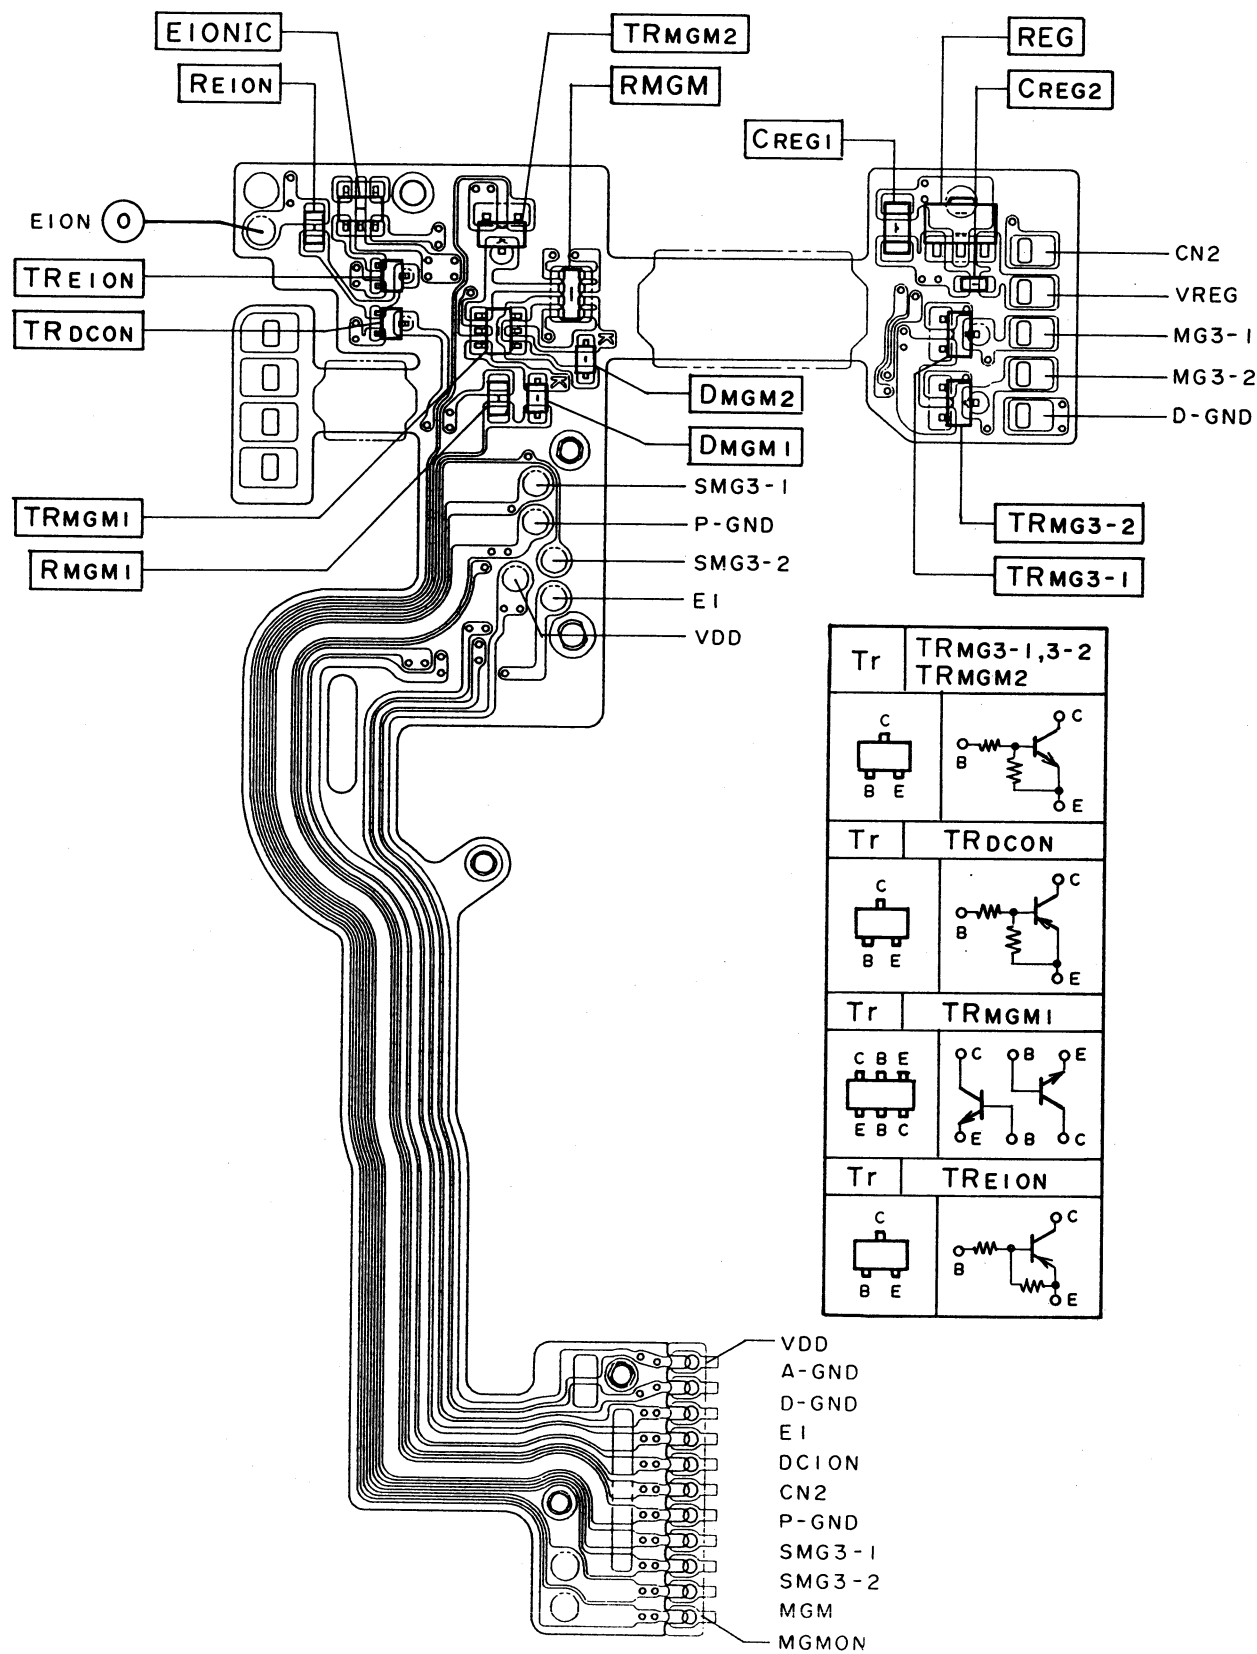 EIONIC
TRMGM2
REG
REION
RMGM
CREG2
CREG1
EION O
TREION
TRDCON
CN2
VREG
MG3-1
MG3-2
D-GND
K
K
DMGM2
DMGM1
SMG3-1
TRMGM1
P-GND
TRMG3-2
RMGM1
SMG3-2
TRMG3-1
E1
VDD
Tr TRMG3-1,3-2
TRMGM2
C
B E
C
B
E
Tr TRDCON
C
B E
C
B
E
Tr TRMGM1
C B E
E B C
C B E
E B C
Tr TREION
C
B E
C
B
E
VDD
A-GND
D-GND
E1
DCION
CN2
P-GND
SMG3-1
SMG3-2
MGM
MGMON